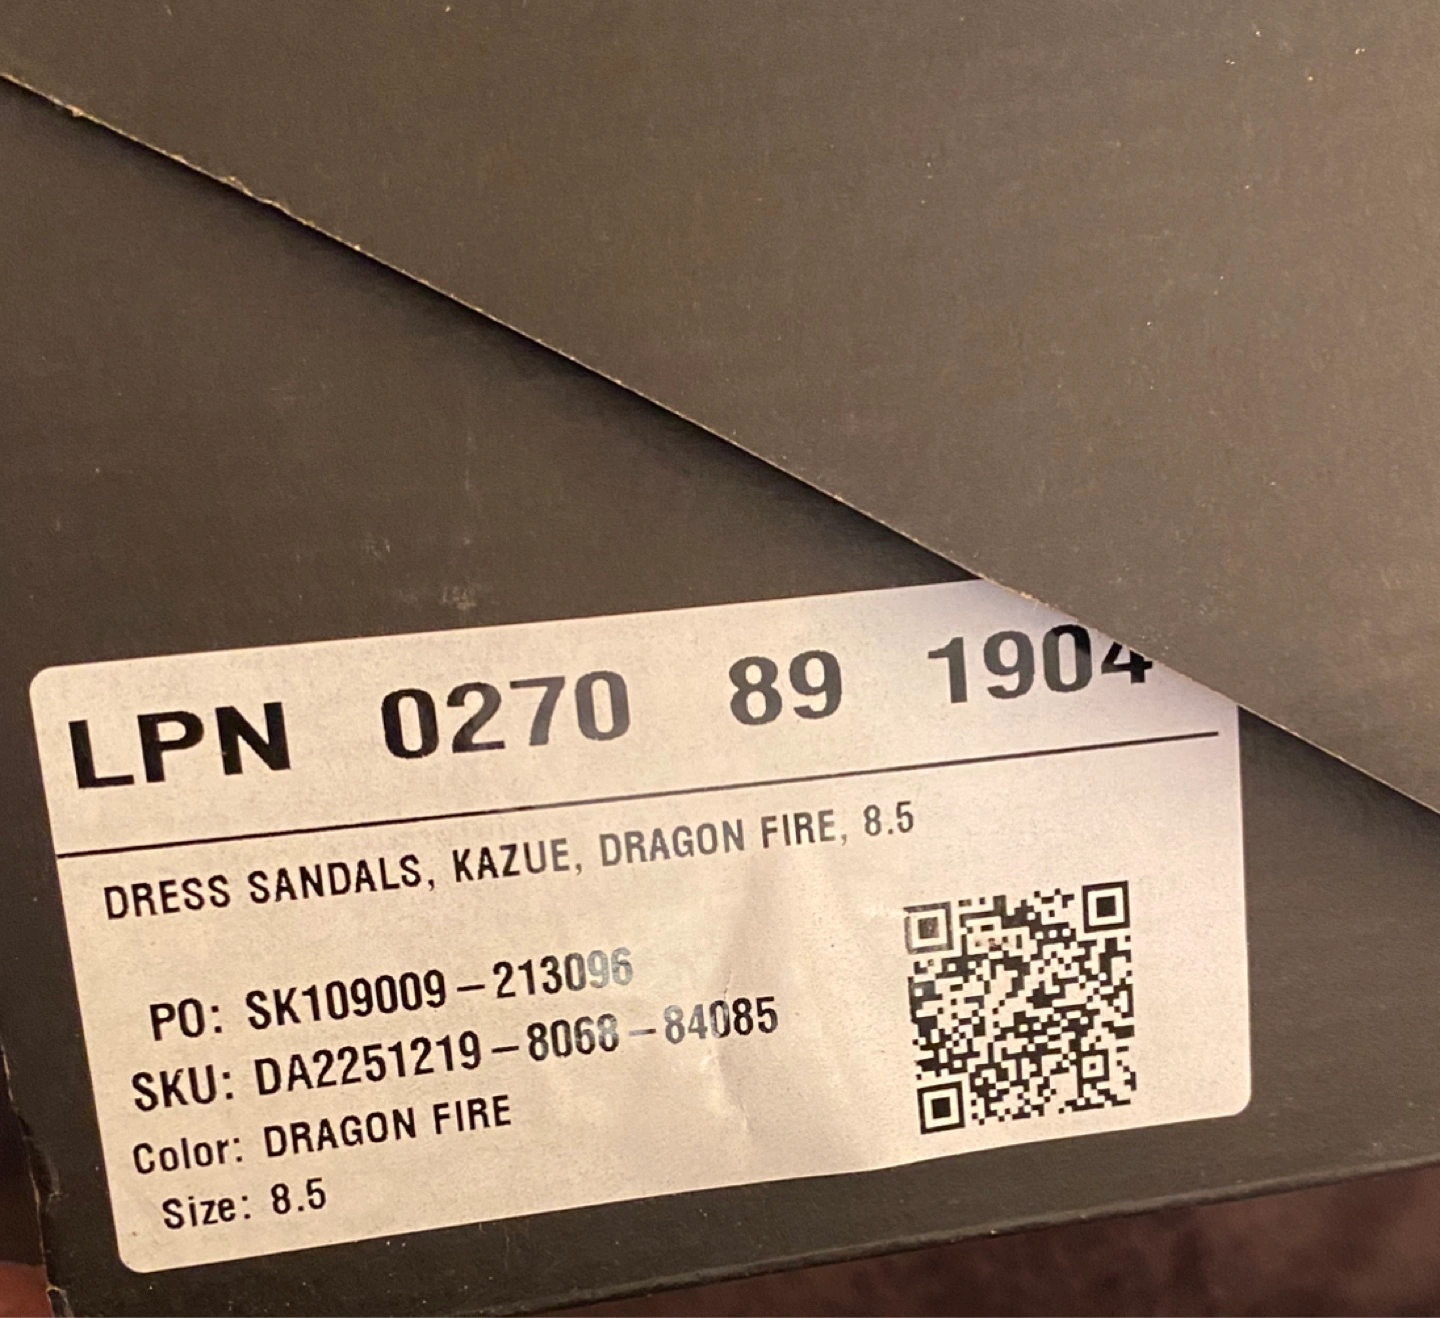 LPN 0270 89 1904
DRESS SANDALS, KAZUE, DRAGON FIRE, 8.5
PO: SK109009-213096
SKU: DA2251219-8068-84085
Color: DRAGON FIRE
Size: 8.5